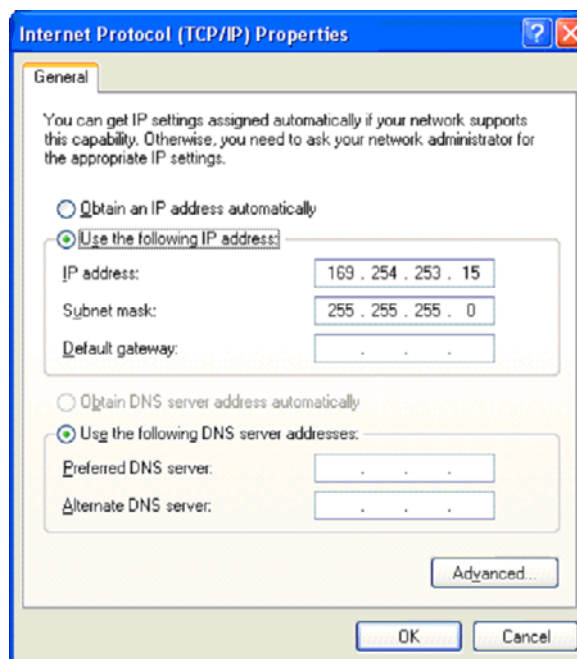 Internet Protocol (TCP/IP) Properties
General
You can get IP settings assigned automatically if your network supports
this capability. Otherwise, you need to ask your network administrator for
the appropriate IP settings.
Obtain an IP address automatically
Use the following IP address:
IP address: 169 . 254 . 253 . 15
Subnet mask: 255 . 255 . 255 . 0
Default gateway: . . .
Obtain DNS server address automatically
Use the following DNS server addresses:
Preferred DNS server: . . .
Alternate DNS server: . . .
Advanced...
OK Cancel